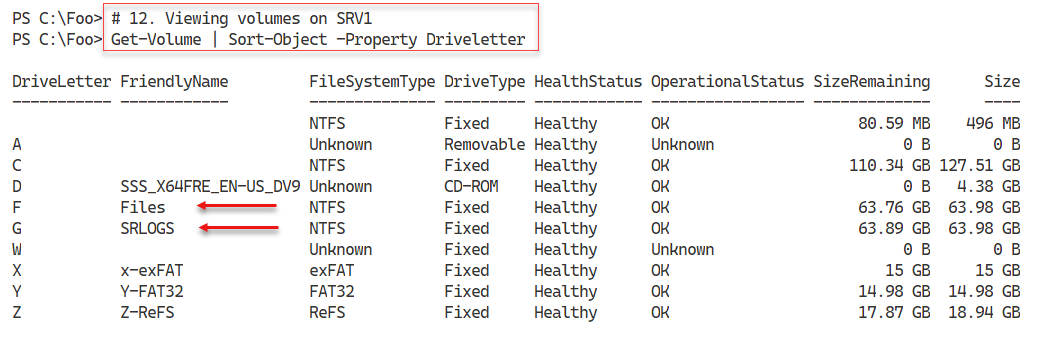 PS C:\Foo> # 12. Viewing volumes on SRV1
PS C:\Foo> Get-Volume | Sort-Object -Property Driveletter
DriveLetter FriendlyName FileSystemType DriveType HealthStatus OperationalStatus SizeRemaining Size
----------- ------------ -------------- --------- ------------ ----------------- ------------- ----
NTFS Fixed Healthy OK 80.59 MB 496 MB
A Unknown Removable Healthy Unknown 0 B 0 B
C NTFS Fixed Healthy OK 110.34 GB 127.51 GB
D SSS_X64FRE_EN-US_DV9 Unknown CD-ROM Healthy OK 0 B 4.38 GB
F Files NTFS Fixed Healthy OK 63.76 GB 63.98 GB
G SRLOGS NTFS Fixed Healthy OK 63.89 GB 63.98 GB
W Unknown Fixed Healthy Unknown 0 B 0 B
X x-exFAT exFAT Fixed Healthy OK 15 GB 15 GB
Y Y-FAT32 FAT32 Fixed Healthy OK 14.98 GB 14.98 GB
Z Z-ReFS ReFS Fixed Healthy OK 17.87 GB 18.94 GB